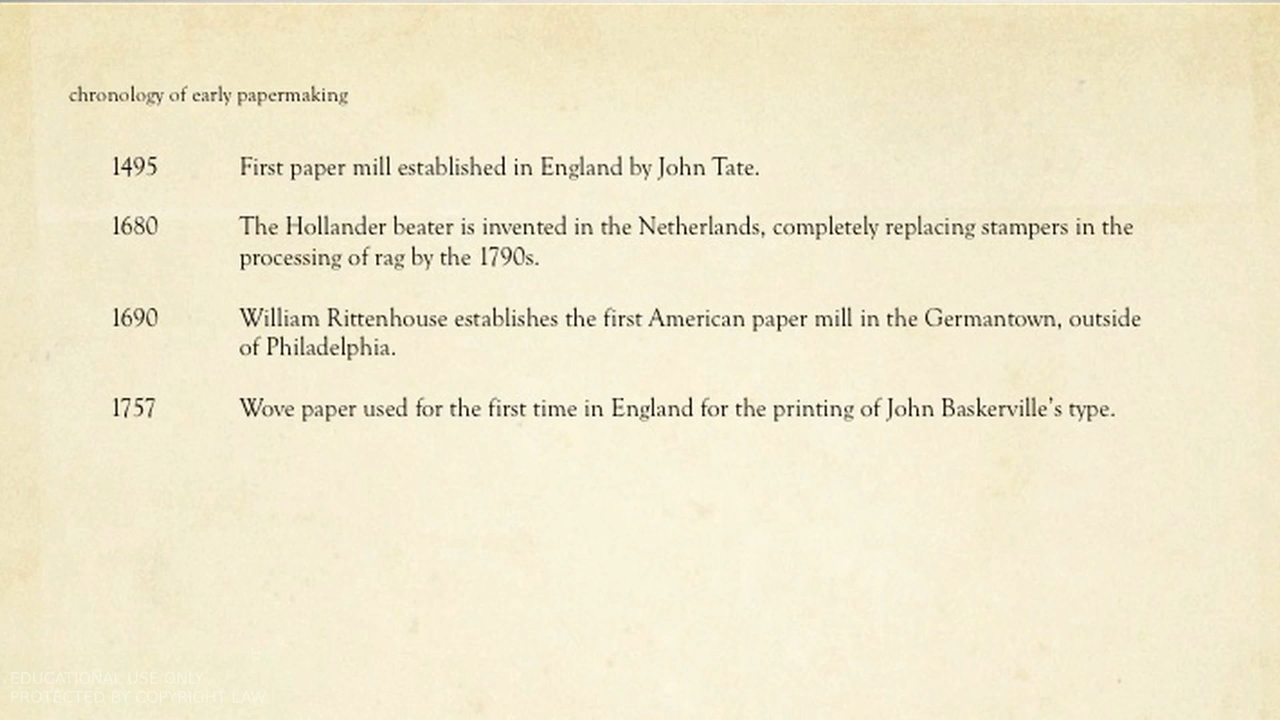 chronology of early papermaking
1495 First paper mill established in England by John Tate.
1680 The Hollander beater is invented in the Netherlands, completely replacing stampers in the
processing of rag by the 1790s.
1690 William Rittenhouse establishes the first American paper mill in the Germantown, outside
of Philadelphia.
1757 Wove paper used for the first time in England for the printing of John Baskerville's type.
EDUCATIONAL USE ONLY
PROTECTED BY COPYRIGHT LAW